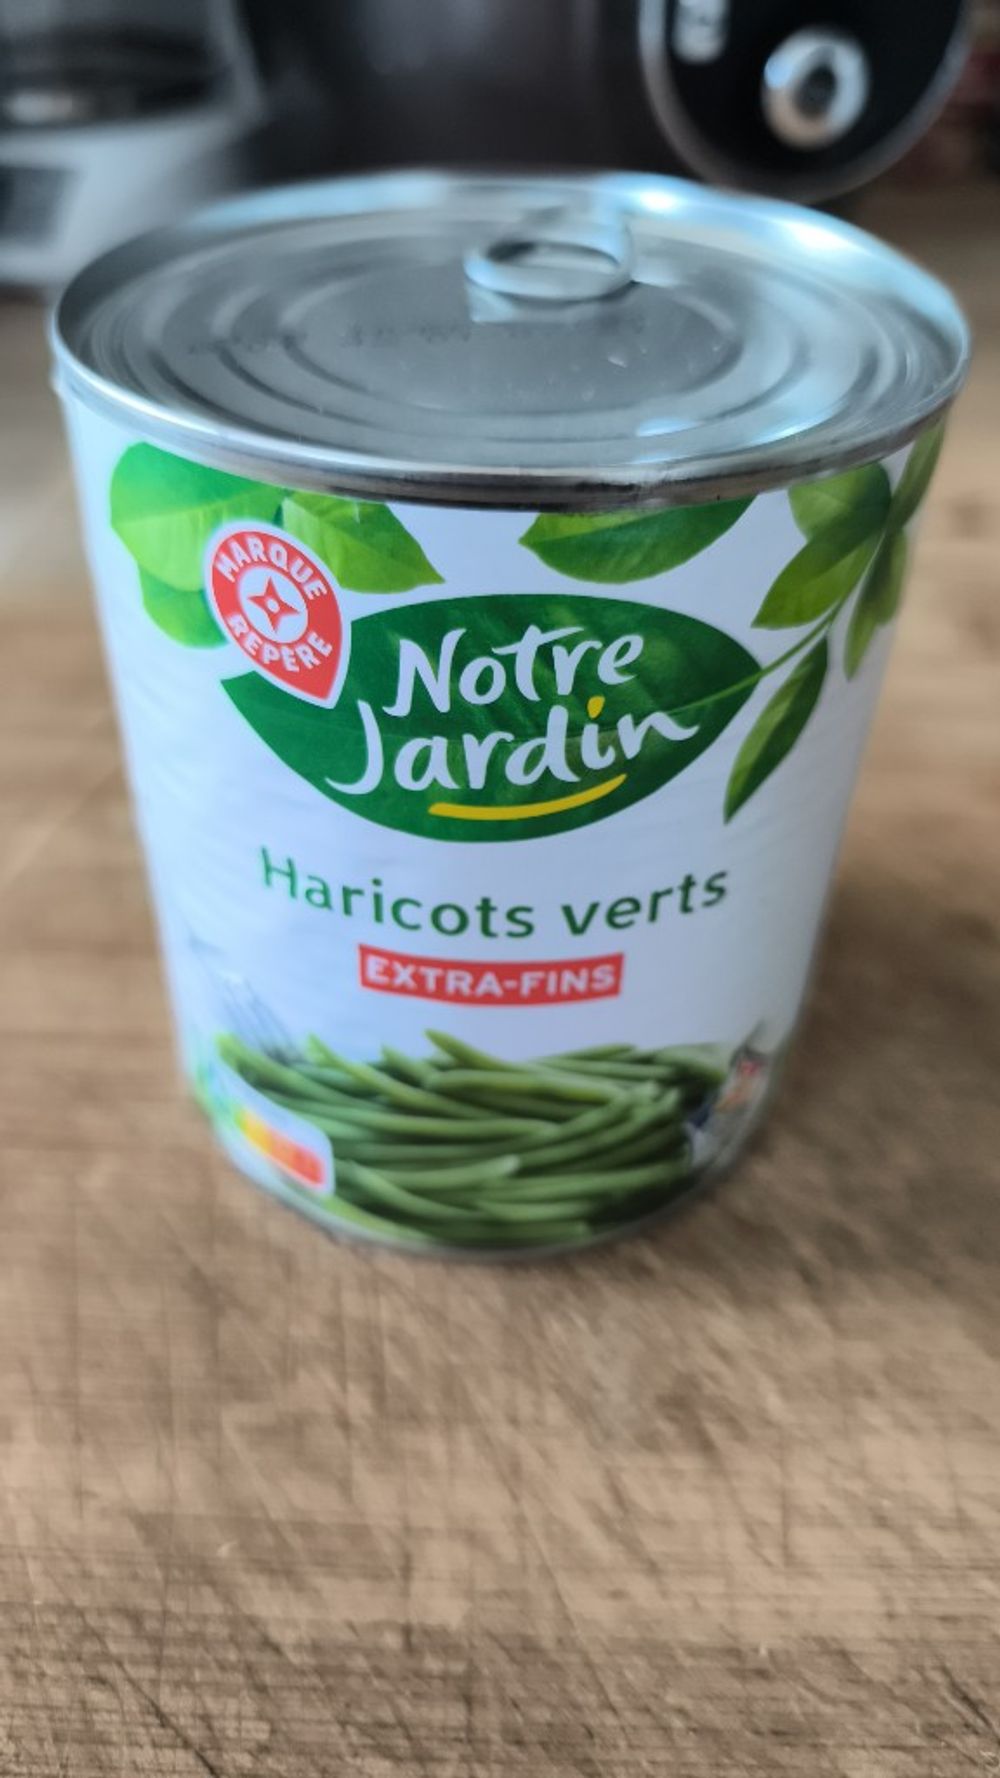 MARQUE
REPÈRE
Notre
Jardin
Haricots verts
EXTRA-FINS